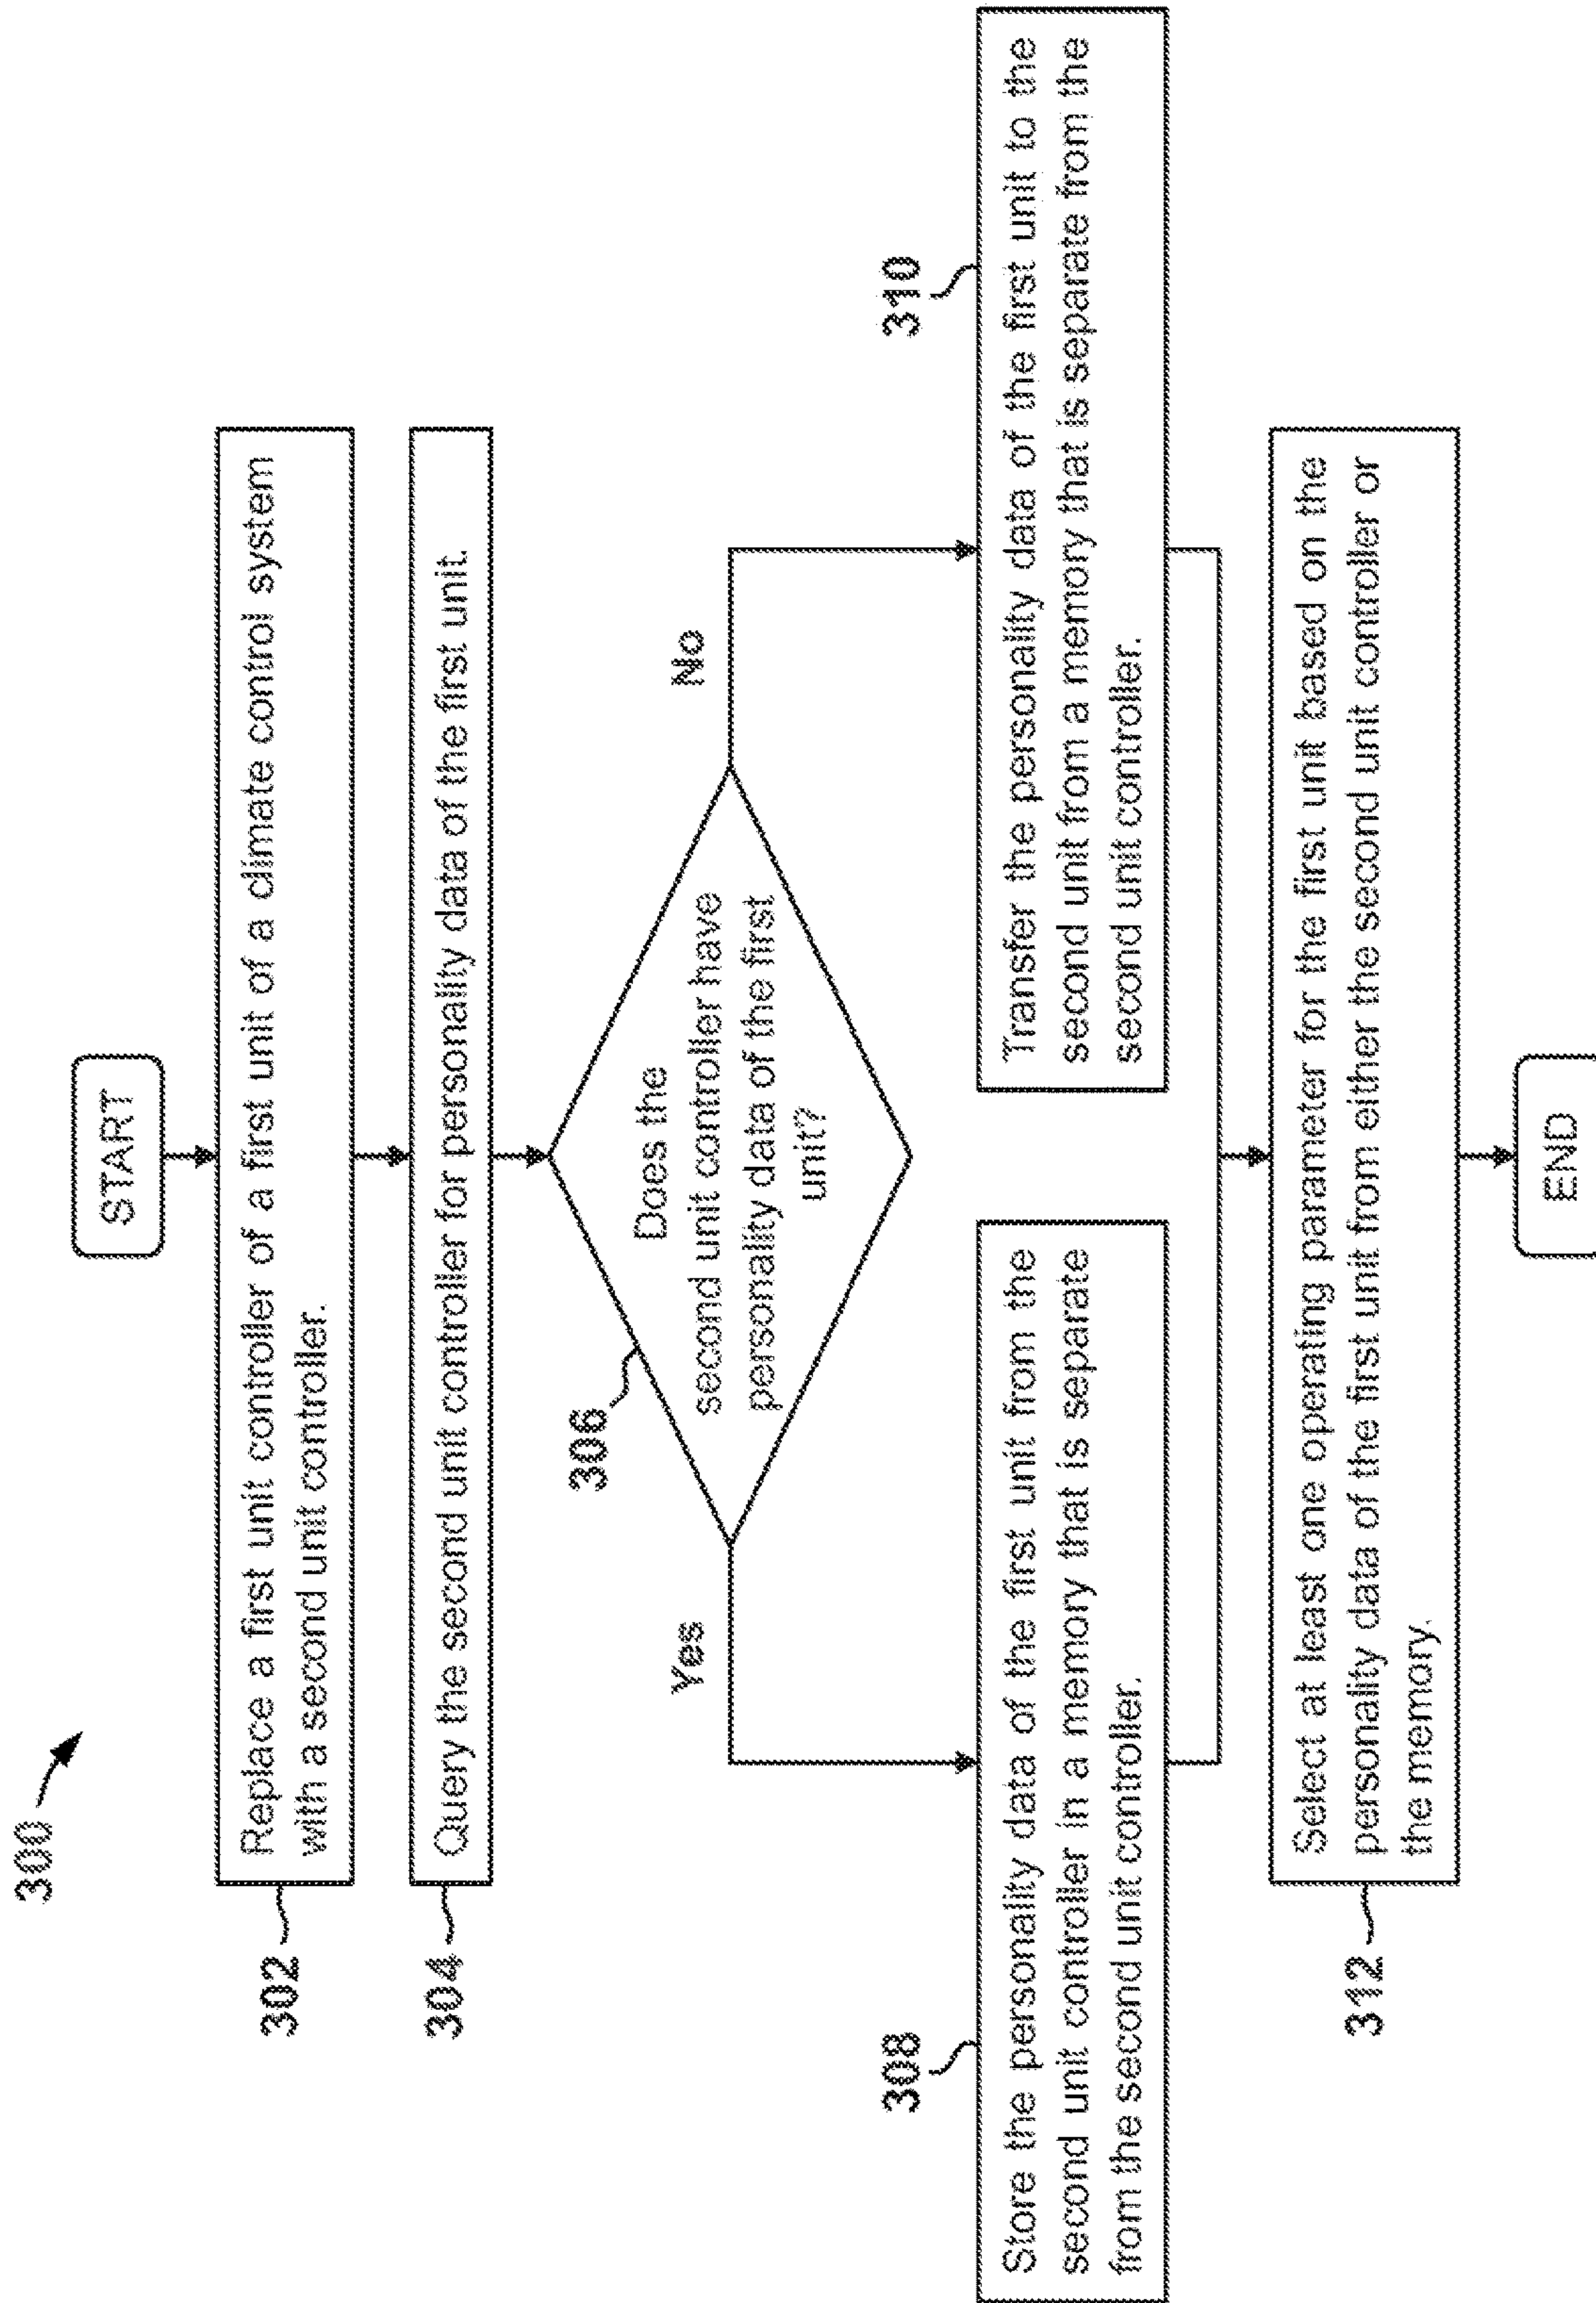 300
START
302
Replace a first unit controller of a first unit of a climate control system
with a second unit controller.
304
Query the second unit controller for personality data of the first unit.
306
Does the
second unit controller have
personality data of the first
unit?
Yes
No
308
Store the personality data of the first unit from the
second unit controller in a memory that is separate
from the second unit controller.
310
Transfer the personality data of the first unit to the
second unit from a memory that is separate from the
second unit controller.
312
Select at least one operating parameter for the first unit based on the
personality data of the first unit from either the second unit controller or
the memory.
END